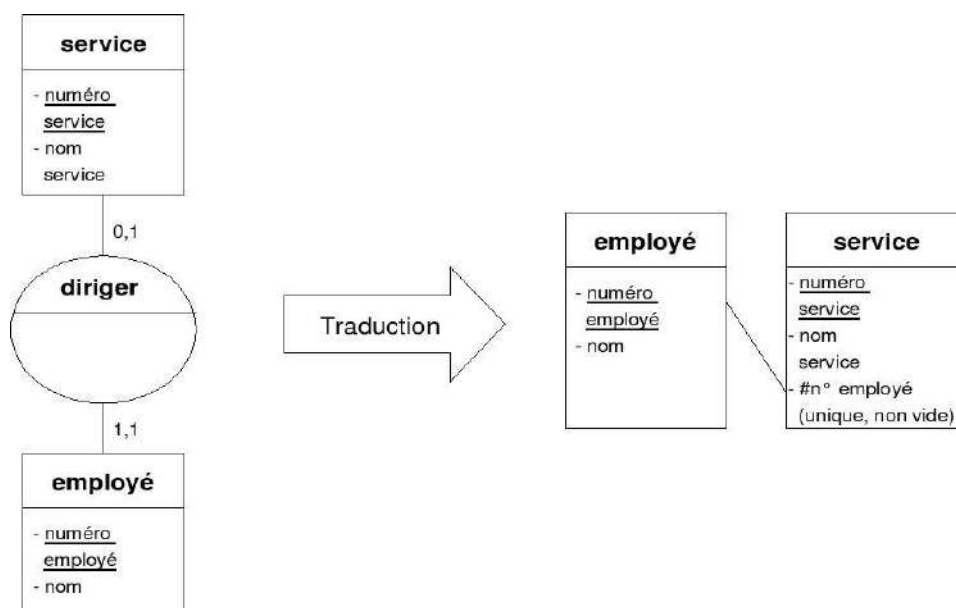 service
- numéro
service
- nom
service
0,1
diriger
1,1
employé
- numéro
employé
- nom
Traduction
employé
- numéro
employé
- nom
service
- numéro
service
- nom
service
- #n° employé
(unique, non vide)